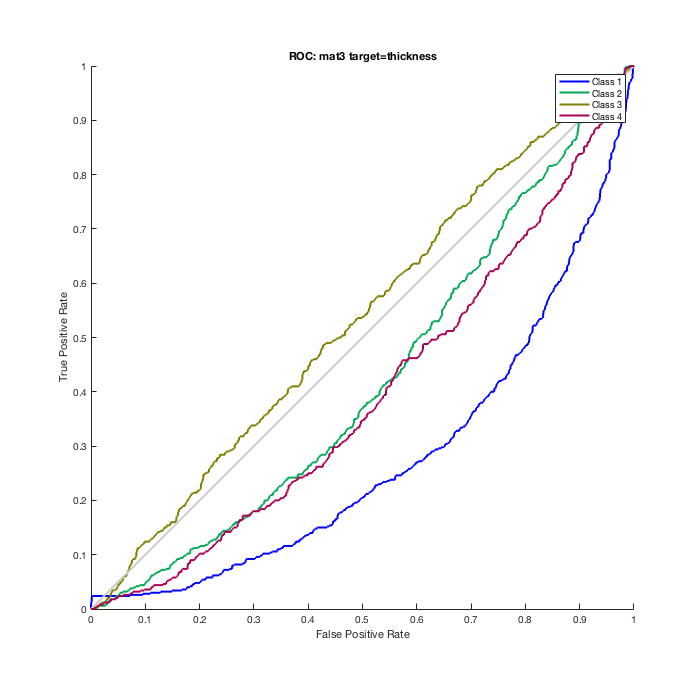 ROC: mat3 target=thickness
Class 1
Class 2
Class 3
Class 4
True Positive Rate
1
0.9
0.8
0.7
0.6
0.5
0.4
0.3
0.2
0.1
0
0 0.1 0.2 0.3 0.4 0.5 0.6 0.7 0.8 0.9 1
False Positive Rate